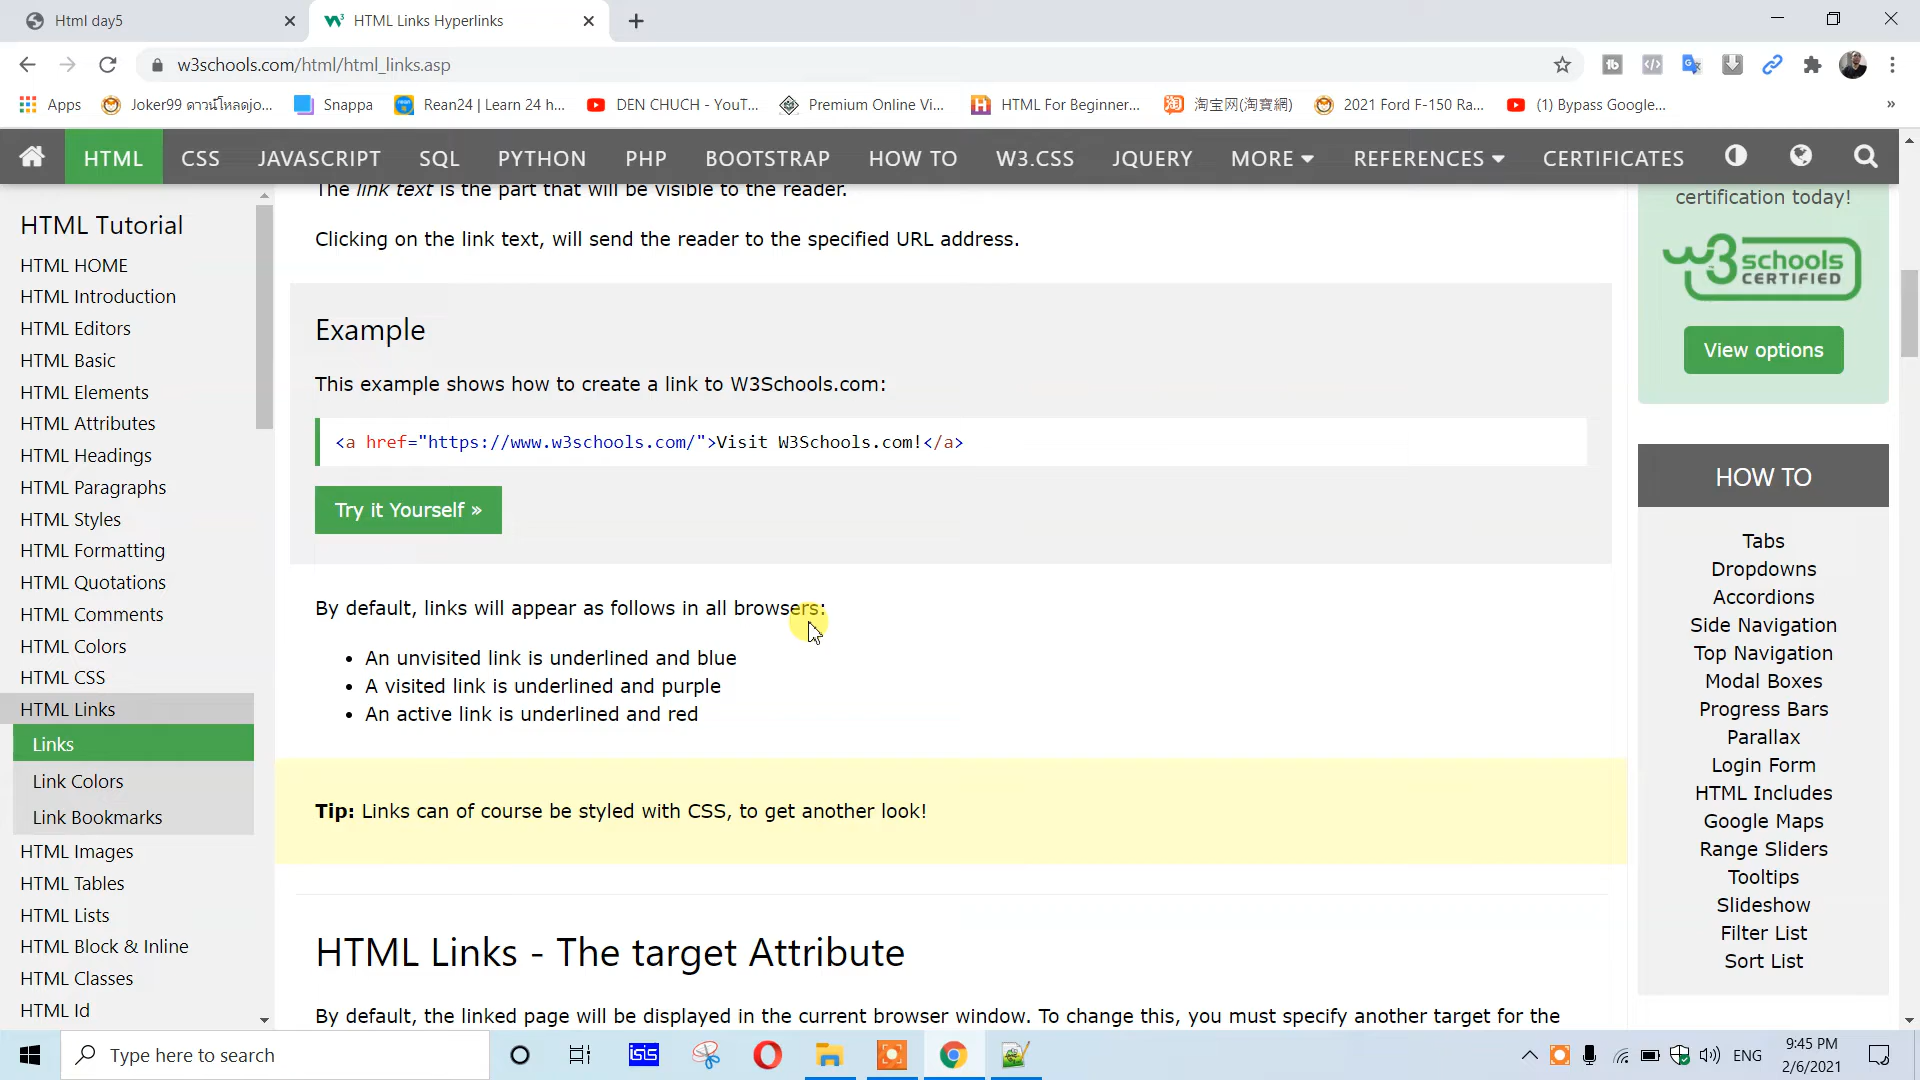 Html day5
HTML Links Hyperlinks
w3schools.com/html/html_links.asp
Apps
Joker99 ดาวน์โหลดjo...
Snappa
Rean24 | Learn 24 h...
DEN CHUCH - YouT...
Premium Online Vi...
HTML For Beginner...
淘宝网(淘寶網)
2021 Ford F-150 Ra...
(1) Bypass Google...
»
HTML
CSS
JAVASCRIPT
SQL
PYTHON
PHP
BOOTSTRAP
HOW TO
W3.CSS
JQUERY
MORE
REFERENCES
CERTIFICATES
HTML Tutorial
HTML HOME
HTML Introduction
HTML Editors
HTML Basic
HTML Elements
HTML Attributes
HTML Headings
HTML Paragraphs
HTML Styles
HTML Formatting
HTML Quotations
HTML Comments
HTML Colors
HTML CSS
HTML Links
Links
Link Colors
Link Bookmarks
HTML Images
HTML Tables
HTML Lists
HTML Block & Inline
HTML Classes
HTML Id
The link text is the part that will be visible to the reader.
Clicking on the link text, will send the reader to the specified URL address.
Example
This example shows how to create a link to W3Schools.com:
<a href="https://www.w3schools.com/">Visit W3Schools.com!</a>
Try it Yourself »
By default, links will appear as follows in all browsers:
• An unvisited link is underlined and blue
• A visited link is underlined and purple
• An active link is underlined and red
Tip: Links can of course be styled with CSS, to get another look!
HTML Links - The target Attribute
By default, the linked page will be displayed in the current browser window. To change this, you must specify another target for the
certification today!
w3schools
CERTIFIED
View options
HOW TO
Tabs
Dropdowns
Accordions
Side Navigation
Top Navigation
Modal Boxes
Progress Bars
Parallax
Login Form
HTML Includes
Google Maps
Range Sliders
Tooltips
Slideshow
Filter List
Sort List
Type here to search
isis
ENG
9:45 PM
2/6/2021